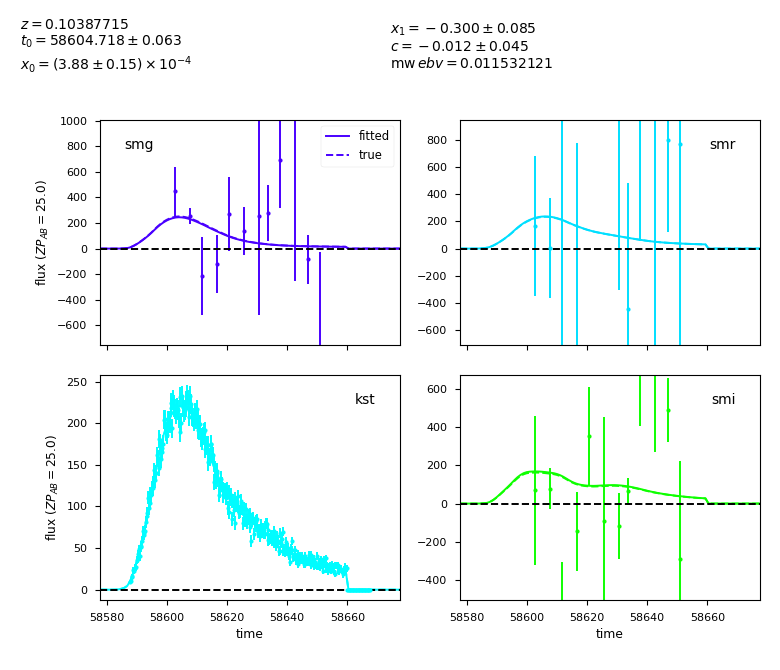 z = 0.10387715
t₀ = 58604.718 ± 0.063
x₀ = (3.88 ± 0.15) × 10⁻⁴
x₁ = −0.300 ± 0.085
c = −0.012 ± 0.045
mw ebv = 0.011532121
smg
fitted
true
1000
800
600
400
200
0
−200
−400
−600
flux (ZP_AB = 25.0)
smr
800
600
400
200
0
−200
−400
−600
kst
250
200
150
100
50
0
flux (ZP_AB = 25.0)
58580 58600 58620 58640 58660
time
smi
600
400
200
0
−200
−400
58580 58600 58620 58640 58660
time